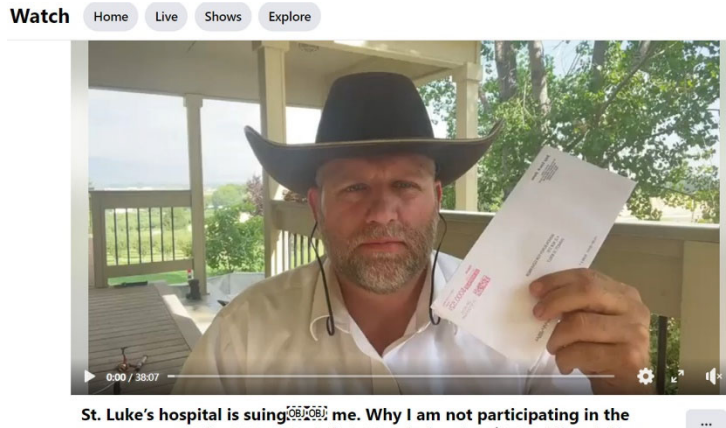 Watch Home Live Shows Explore
0:00 / 38:07
St. Luke's hospital is suing me. Why I am not participating in the